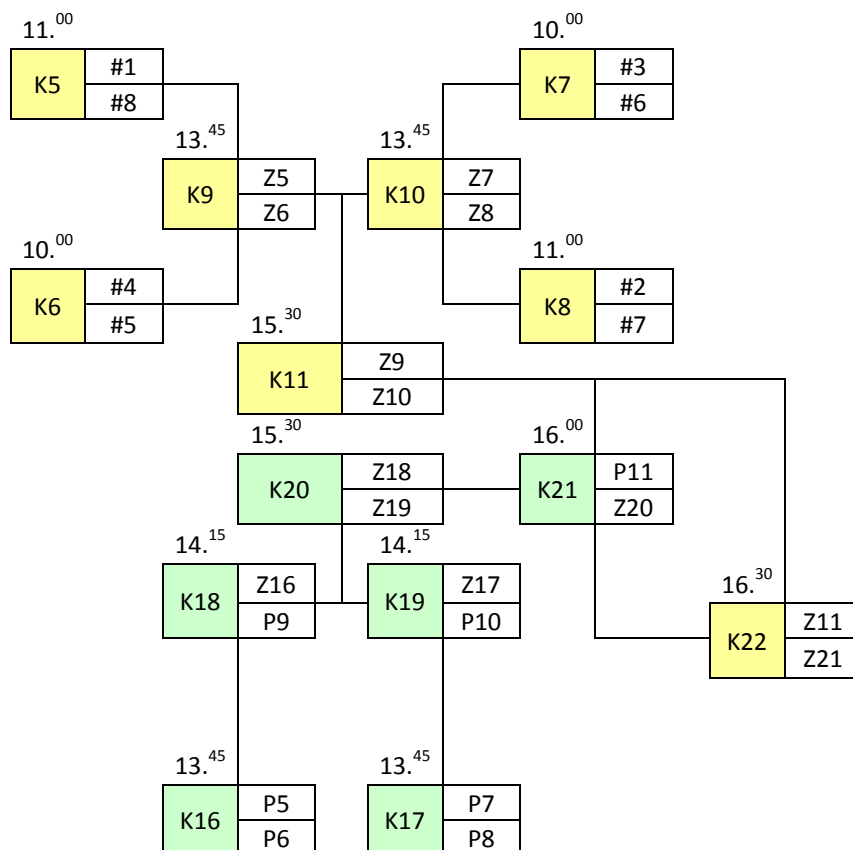 11.00
10.00
K5
#1
#8
K7
#3
#6
13.45
13.45
K9
Z5
Z6
K10
Z7
Z8
10.00
11.00
K6
#4
#5
K8
#2
#7
15.30
K11
Z9
Z10
15.30
16.00
K20
Z18
Z19
K21
P11
Z20
14.15
14.15
K18
Z16
P9
K19
Z17
P10
16.30
K22
Z11
Z21
13.45
13.45
K16
P5
P6
K17
P7
P8